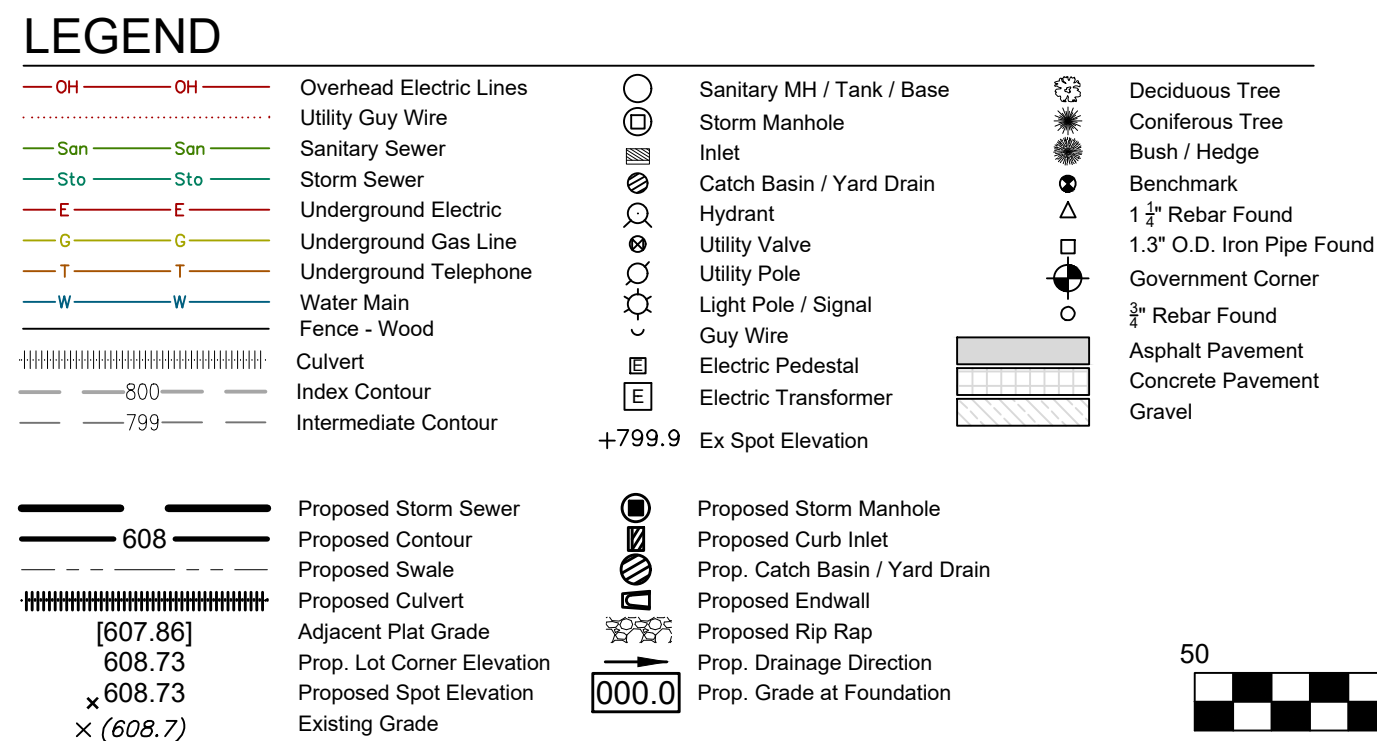 LEGEND
OH OH Overhead Electric Lines
Utility Guy Wire
San San Sanitary Sewer
Sto Sto Storm Sewer
E E Underground Electric
G G Underground Gas Line
T T Underground Telephone
W W Water Main
Fence - Wood
Culvert
800 Index Contour
799 Intermediate Contour
Sanitary MH / Tank / Base
Storm Manhole
Inlet
Catch Basin / Yard Drain
Hydrant
Utility Valve
Utility Pole
Light Pole / Signal
Guy Wire
E Electric Pedestal
E Electric Transformer
+799.9 Ex Spot Elevation
Deciduous Tree
Coniferous Tree
Bush / Hedge
Benchmark
1 1/4" Rebar Found
1.3" O.D. Iron Pipe Found
Government Corner
3/4" Rebar Found
Asphalt Pavement
Concrete Pavement
Gravel
Proposed Storm Sewer
608 Proposed Contour
Proposed Swale
Proposed Culvert
[607.86] Adjacent Plat Grade
608.73 Prop. Lot Corner Elevation
×608.73 Proposed Spot Elevation
× (608.7) Existing Grade
Proposed Storm Manhole
Proposed Curb Inlet
Prop. Catch Basin / Yard Drain
Proposed Endwall
Proposed Rip Rap
Prop. Drainage Direction
000.0 Prop. Grade at Foundation
50